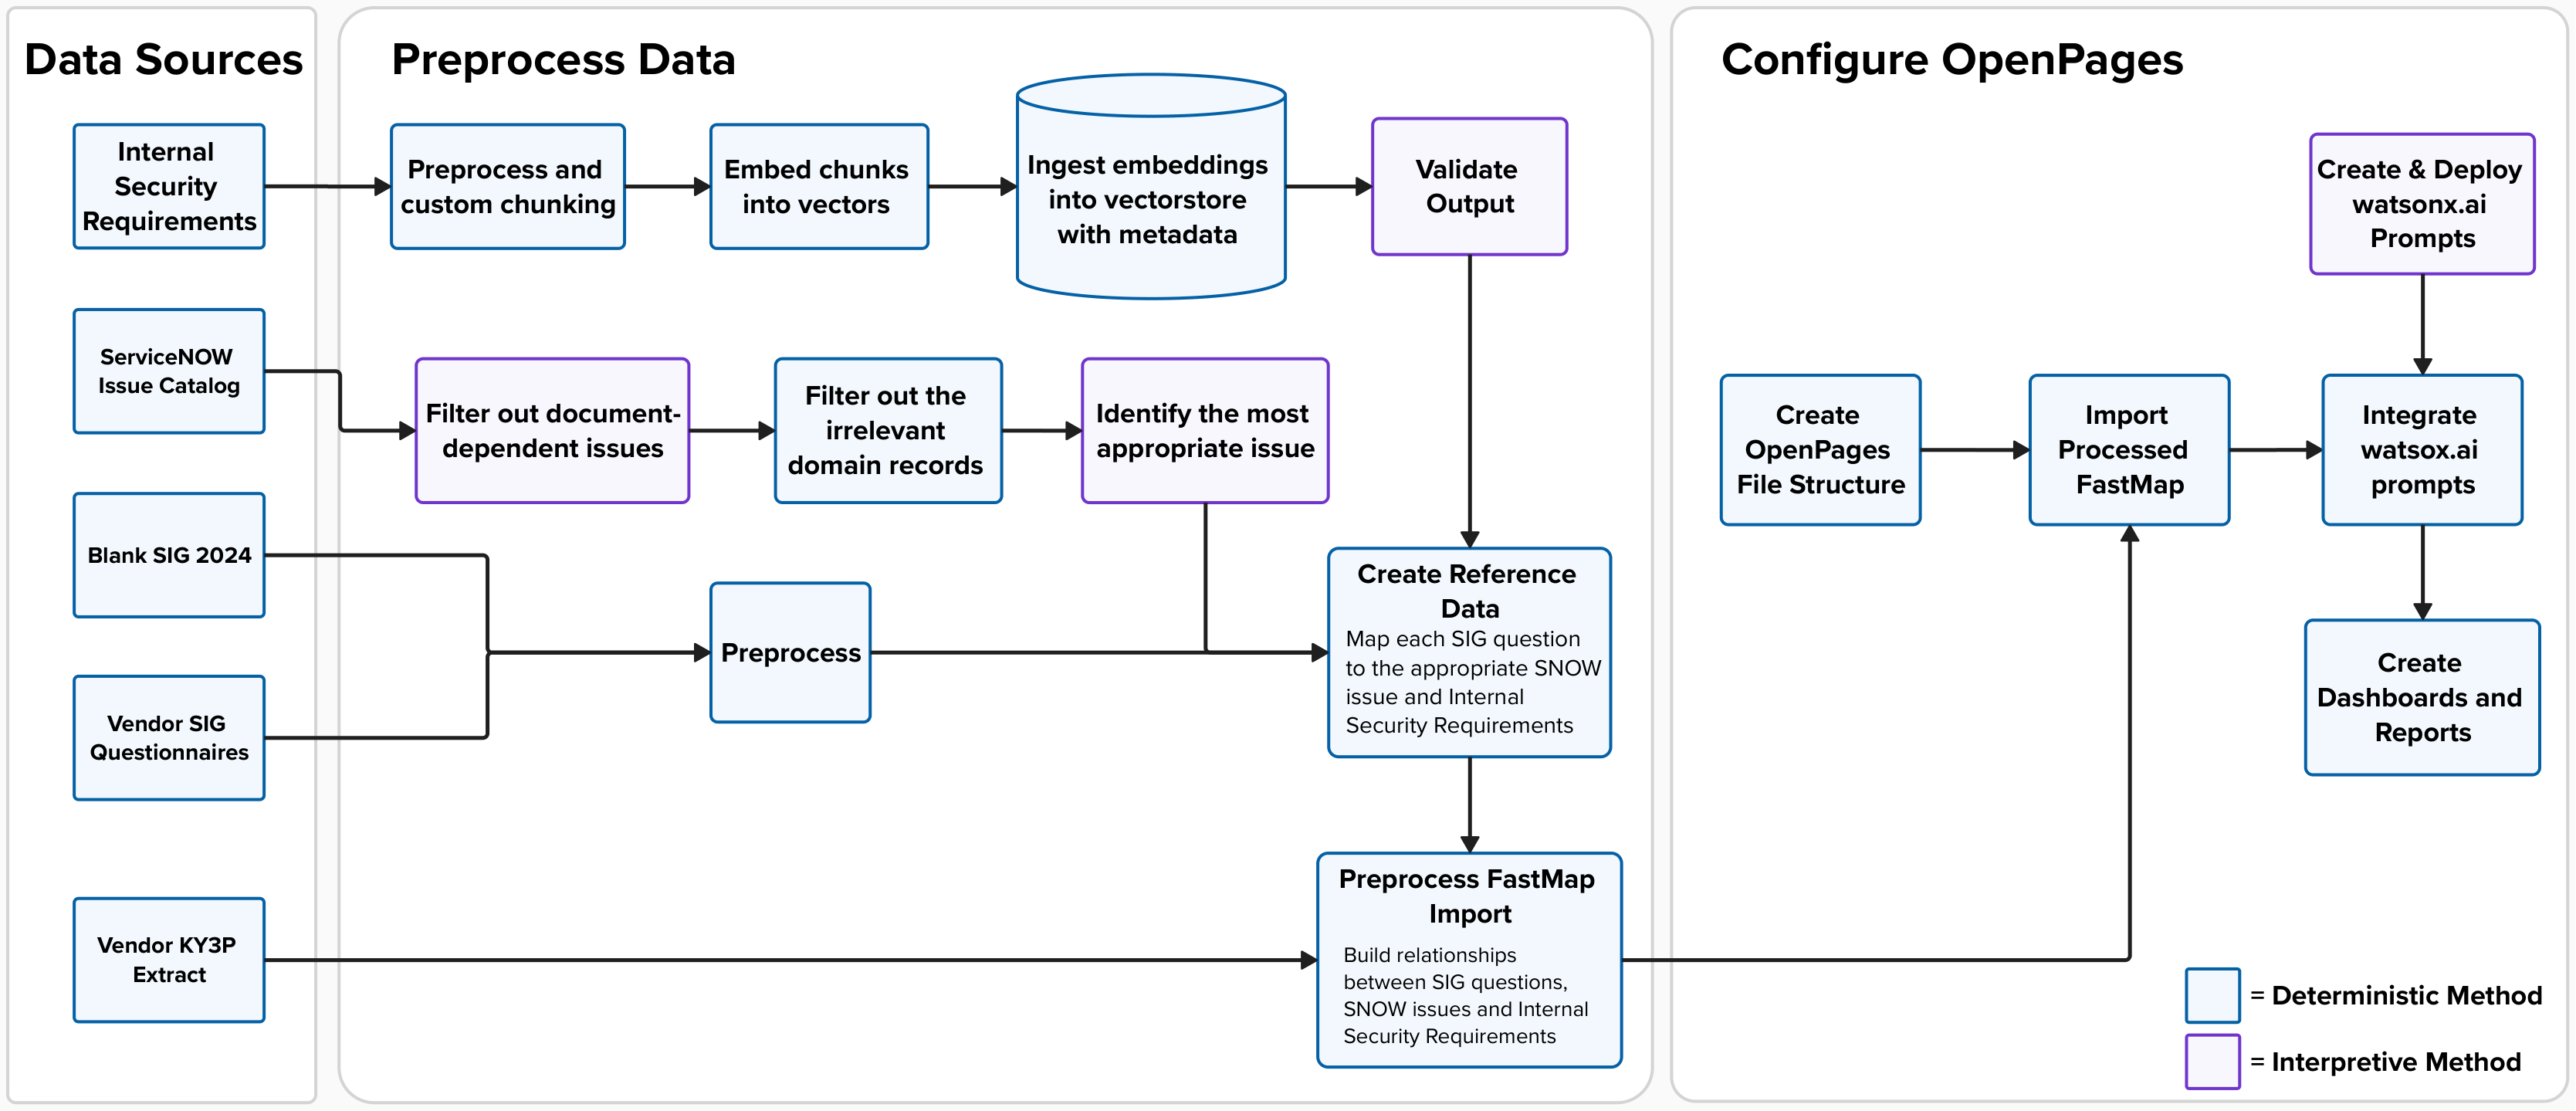 Data Sources
Internal
Security
Requirements
ServiceNOW
Issue Catalog
Blank SIG 2024
Vendor SIG
Questionnaires
Vendor KY3P
Extract
Preprocess Data
Preprocess and
custom chunking
Embed chunks
into vectors
Ingest embeddings
into vectorstore
with metadata
Validate
Output
Filter out document-
dependent issues
Filter out the
irrelevant
domain records
Identify the most
appropriate issue
Preprocess
Create Reference
Data
Map each SIG question
to the appropriate SNOW
issue and Internal
Security Requirements
Preprocess FastMap
Import
Build relationships
between SIG questions,
SNOW issues and Internal
Security Requirements
Configure OpenPages
Create & Deploy
watsonx.ai
Prompts
Create
OpenPages
File Structure
Import
Processed
FastMap
Integrate
watsox.ai
prompts
Create
Dashboards and
Reports
= Deterministic Method
= Interpretive Method